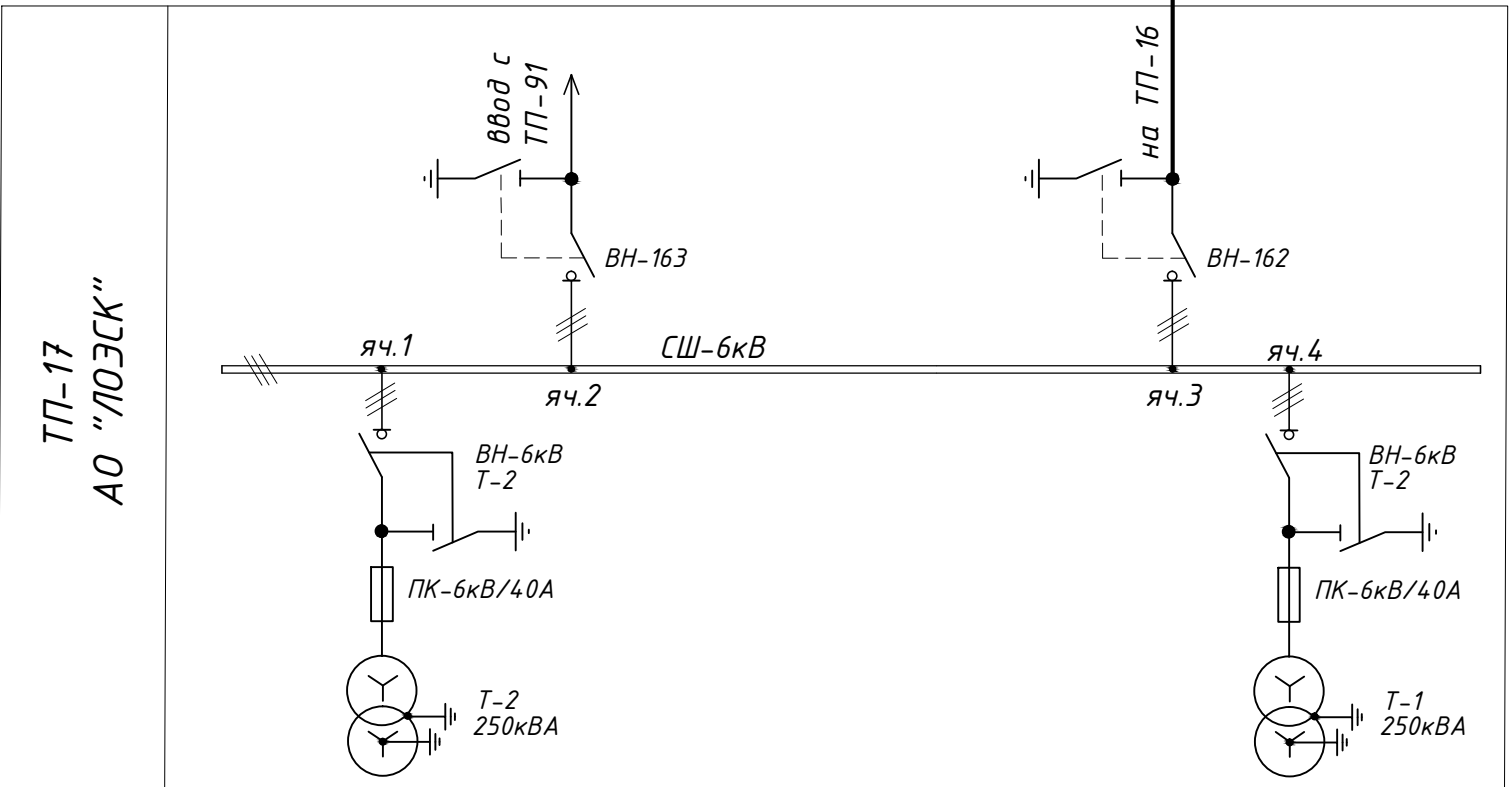 ТП-17
АО "ЛОЭСК"
ввод с
ТП-91
на ТП-16
ВН-163
ВН-162
яч.1
СШ-6кВ
яч.4
яч.2
яч.3
ВН-6кВ
Т-2
ВН-6кВ
Т-2
ПК-6кВ/40А
ПК-6кВ/40А
Т-2
250кВА
Т-1
250кВА